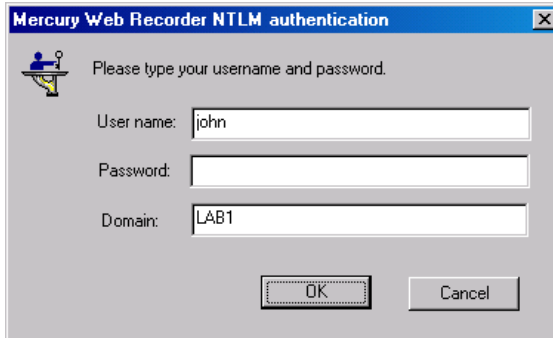 Mercury Web Recorder NTLM authentication
Please type your username and password.
User name: john
Password:
Domain: LAB1
OK Cancel